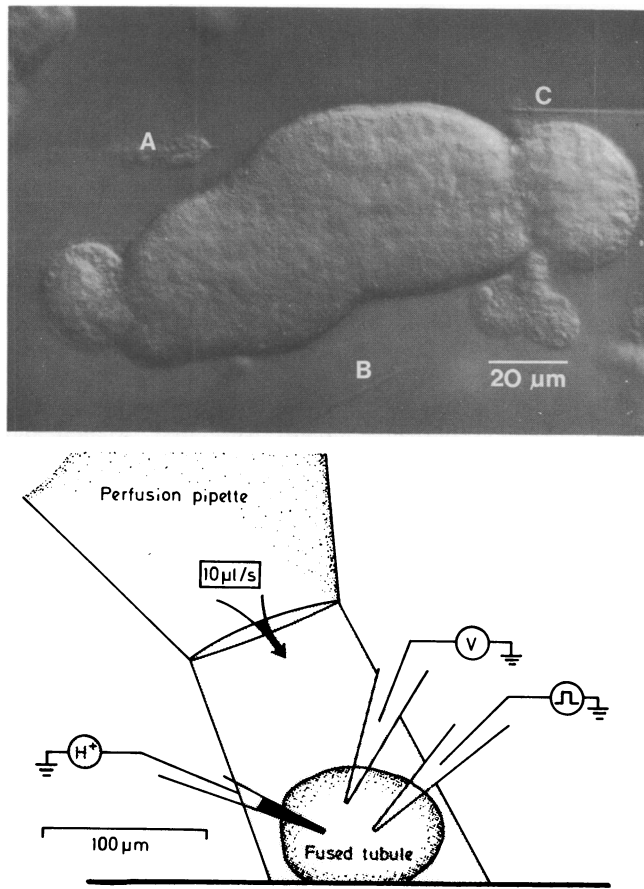 A
C
B
20 µm
Perfusion pipette
10µl/s
V
H⁺
Fused tubule
100µm